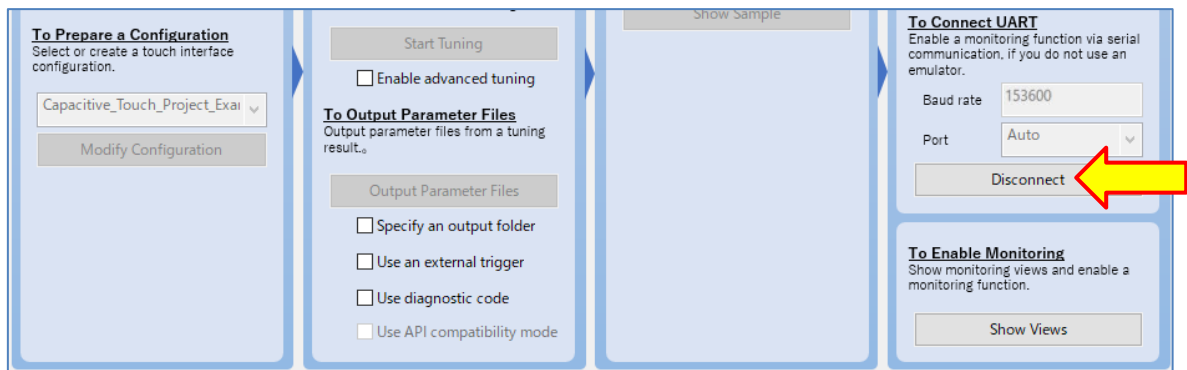 To Prepare a Configuration
Select or create a touch interface
configuration.
Capacitive_Touch_Project_Exar
Modify Configuration
Start Tuning
Enable advanced tuning
To Output Parameter Files
Output parameter files from a tuning
result.。
Output Parameter Files
Specify an output folder
Use an external trigger
Use diagnostic code
Use API compatibility mode
Show Sample
To Connect UART
Enable a monitoring function via serial
communication, if you do not use an
emulator.
Baud rate 153600
Port Auto
Disconnect
To Enable Monitoring
Show monitoring views and enable a
monitoring function.
Show Views